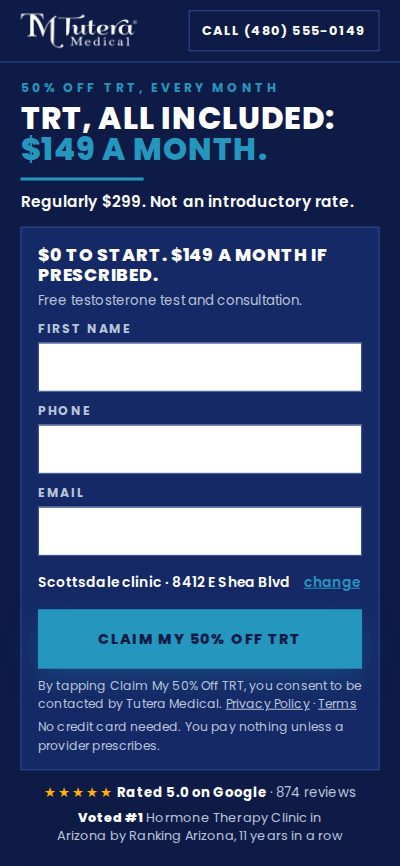 Tutera®
Medical
CALL (480) 555-0149
50% OFF TRT, EVERY MONTH
TRT, ALL INCLUDED:
$149 A MONTH.
Regularly $299. Not an introductory rate.
$0 TO START. $149 A MONTH IF
PRESCRIBED.
Free testosterone test and consultation.
FIRST NAME
PHONE
EMAIL
Scottsdale clinic · 8412 E Shea Blvd change
CLAIM MY 50% OFF TRT
By tapping Claim My 50% Off TRT, you consent to be
contacted by Tutera Medical. Privacy Policy · Terms
No credit card needed. You pay nothing unless a
provider prescribes.
★★★★★ Rated 5.0 on Google · 874 reviews
Voted #1 Hormone Therapy Clinic in
Arizona by Ranking Arizona, 11 years in a row